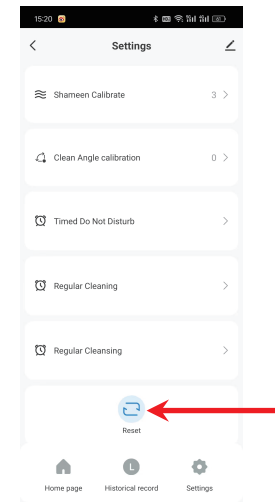 15:20
Settings
Shameen Calibrate 3
Clean Angle calibration 0
Timed Do Not Disturb
Regular Cleaning
Regular Cleansing
Reset
L
Home page Historical record Settings